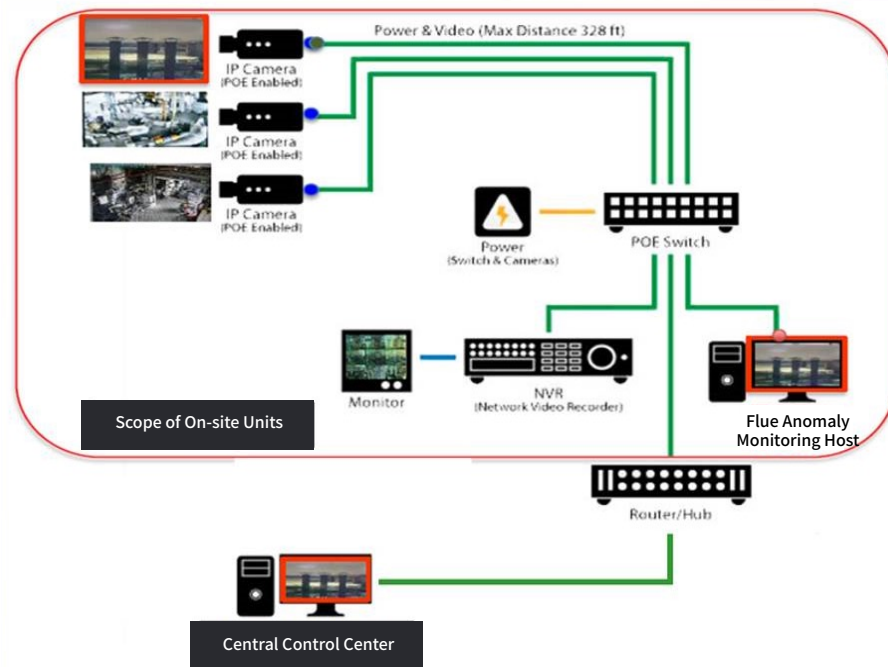 Power & Video (Max Distance 328 ft)
IP Camera
(POE Enabled)
IP Camera
(POE Enabled)
IP Camera
(POE Enabled)
Power
(Switch & Cameras)
POE Switch
Monitor
NVR
(Network Video Recorder)
Flue Anomaly
Monitoring Host
Scope of On-site Units
Router/Hub
Central Control Center